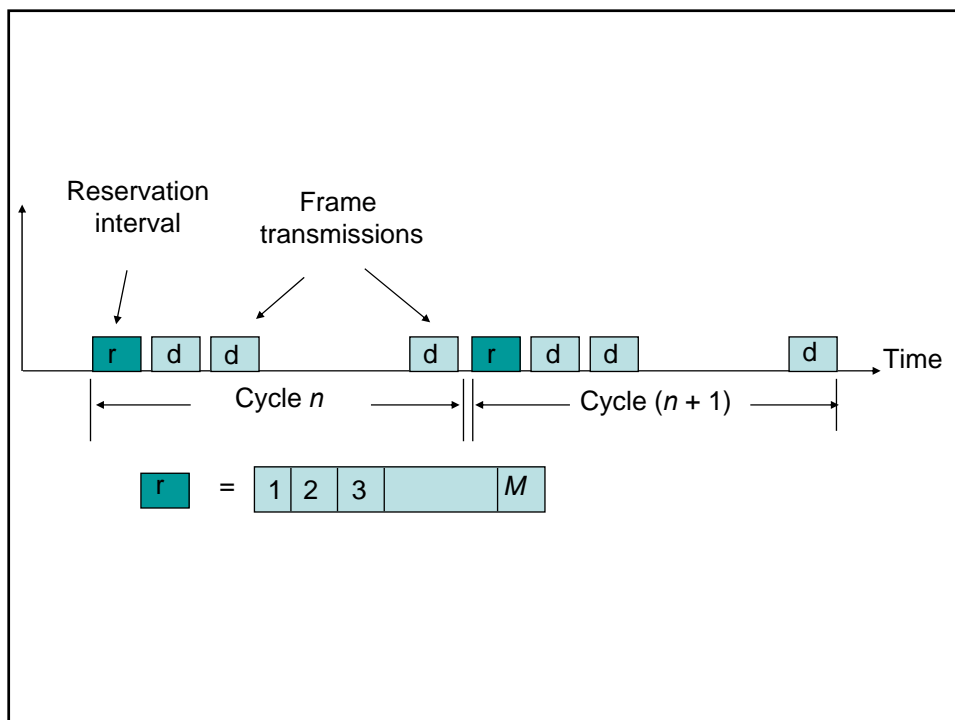 Reservation
interval
Frame
transmissions
r d d d r d d d Time
Cycle n Cycle (n + 1)
r = 1 2 3 M